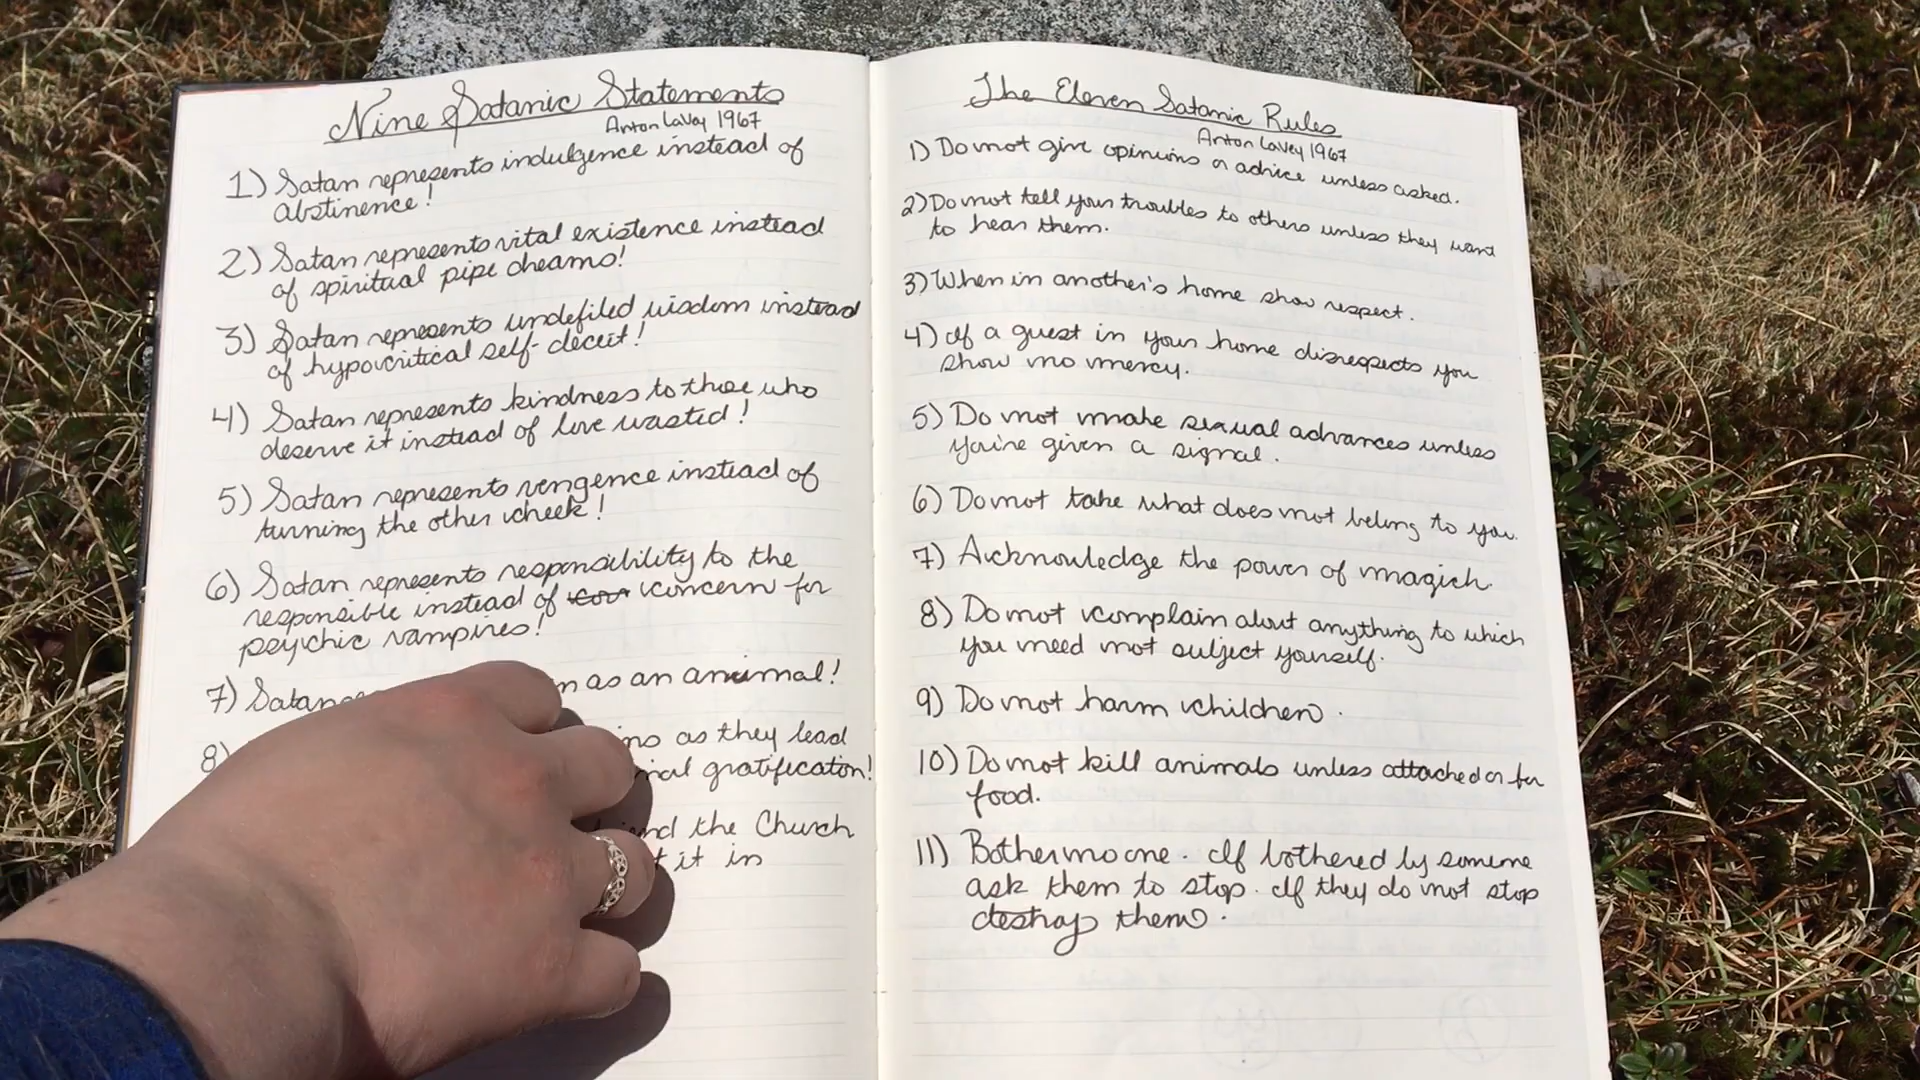 Nine Satanic Statements
Anton LaVey 1967
1) Satan represents indulgence instead of
abstinence!
2) Satan represents vital existence instead
of spiritual pipe dreams!
3) Satan represents undefiled wisdom instead
of hypocritical self-deceit!
4) Satan represents kindness to those who
deserve it instead of love wasted!
5) Satan represents vengence instead of
turning the other cheek!
6) Satan represents responsibility to the
responsible instead of concern for
psychic vampires!
7) Satan as an animal!
8) as they lead
gratification!
the Church
it in
The Eleven Satanic Rules
Anton LaVey 1967
1) Do not give opinions or advice unless asked.
2) Do not tell your troubles to others unless they want
to hear them.
3) When in another's home show respect.
4) If a guest in your home disrespects you
show no mercy.
5) Do not make sexual advances unless
you're given a signal.
6) Do not take what does not belong to you.
7) Acknowledge the power of magick.
8) Do not complain about anything to which
you need not subject yourself.
9) Do not harm children.
10) Do not kill animals unless attacked or for
food.
11) Bother no one. If bothered by someone
ask them to stop. If they do not stop
destroy them.